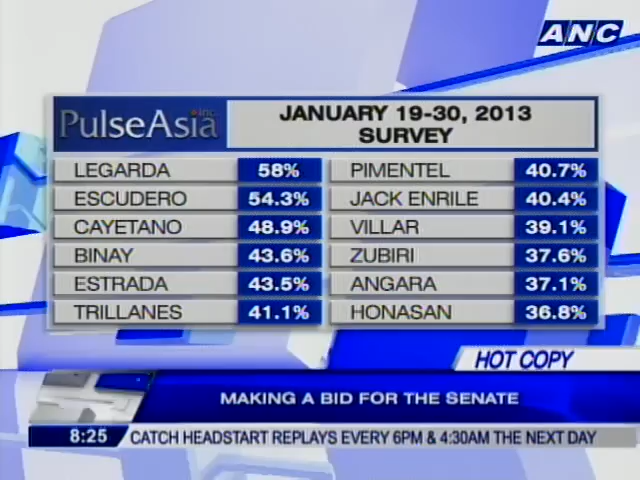 ANC
PulseAsia inc.
JANUARY 19-30, 2013
SURVEY
LEGARDA 58%
ESCUDERO 54.3%
CAYETANO 48.9%
BINAY 43.6%
ESTRADA 43.5%
TRILLANES 41.1%
PIMENTEL 40.7%
JACK ENRILE 40.4%
VILLAR 39.1%
ZUBIRI 37.6%
ANGARA 37.1%
HONASAN 36.8%
HOT COPY
MAKING A BID FOR THE SENATE
8:25 CATCH HEADSTART REPLAYS EVERY 6PM & 4:30AM THE NEXT DAY